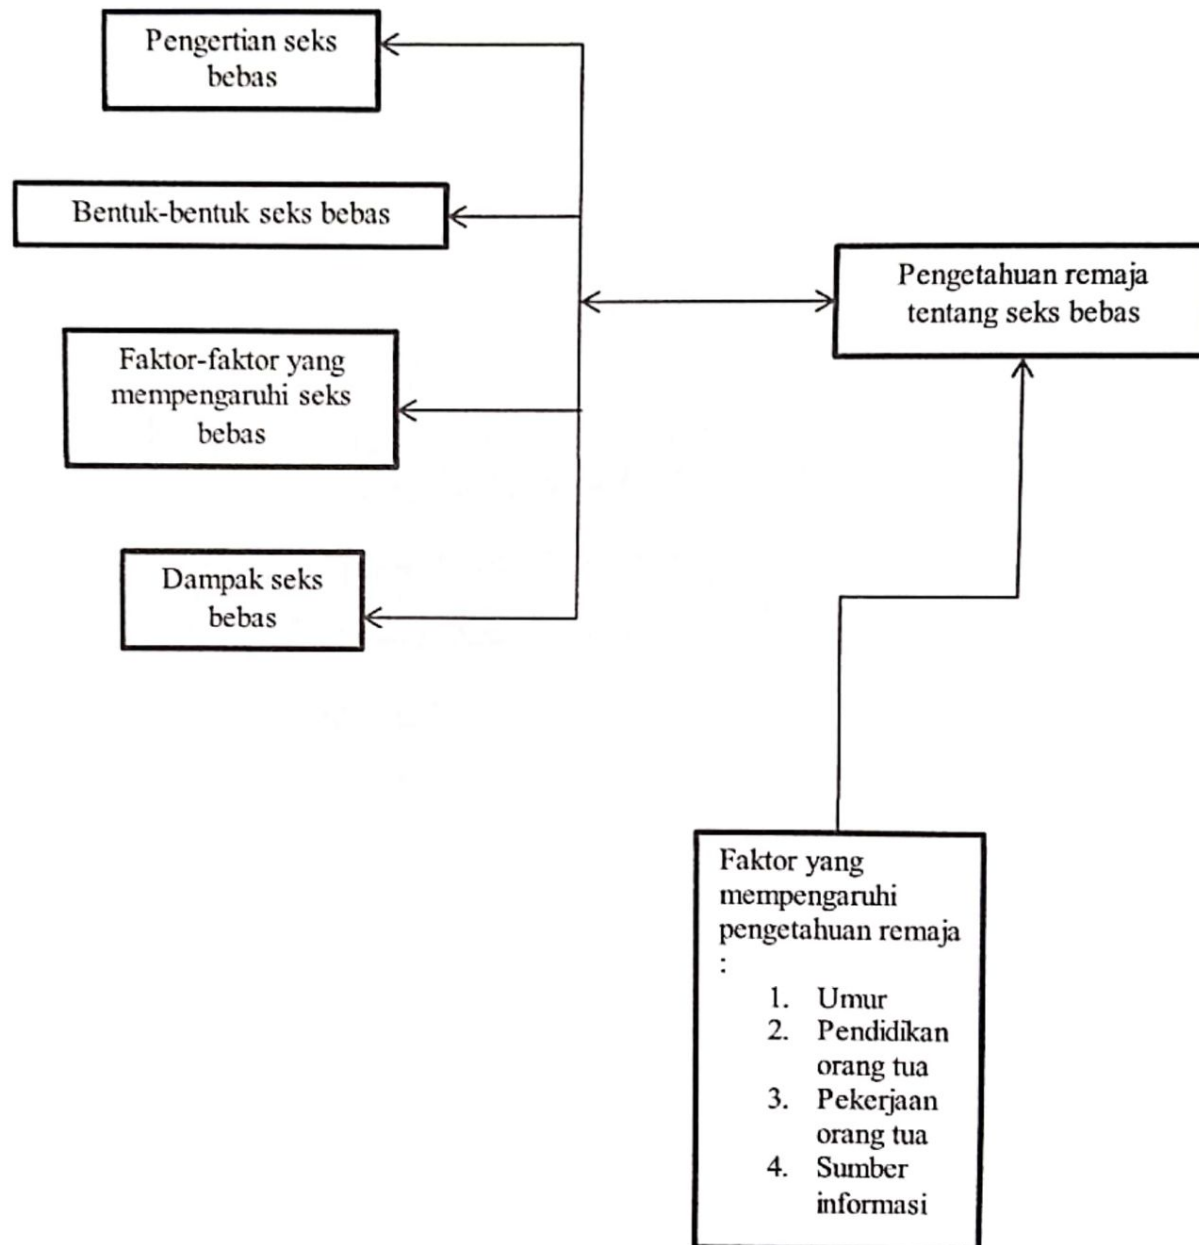 Pengertian seks
bebas
Bentuk-bentuk seks bebas
Faktor-faktor yang
mempengaruhi seks
bebas
Dampak seks
bebas
Pengetahuan remaja
tentang seks bebas
Faktor yang
mempengaruhi
pengetahuan remaja
:
1. Umur
2. Pendidikan
orang tua
3. Pekerjaan
orang tua
4. Sumber
informasi